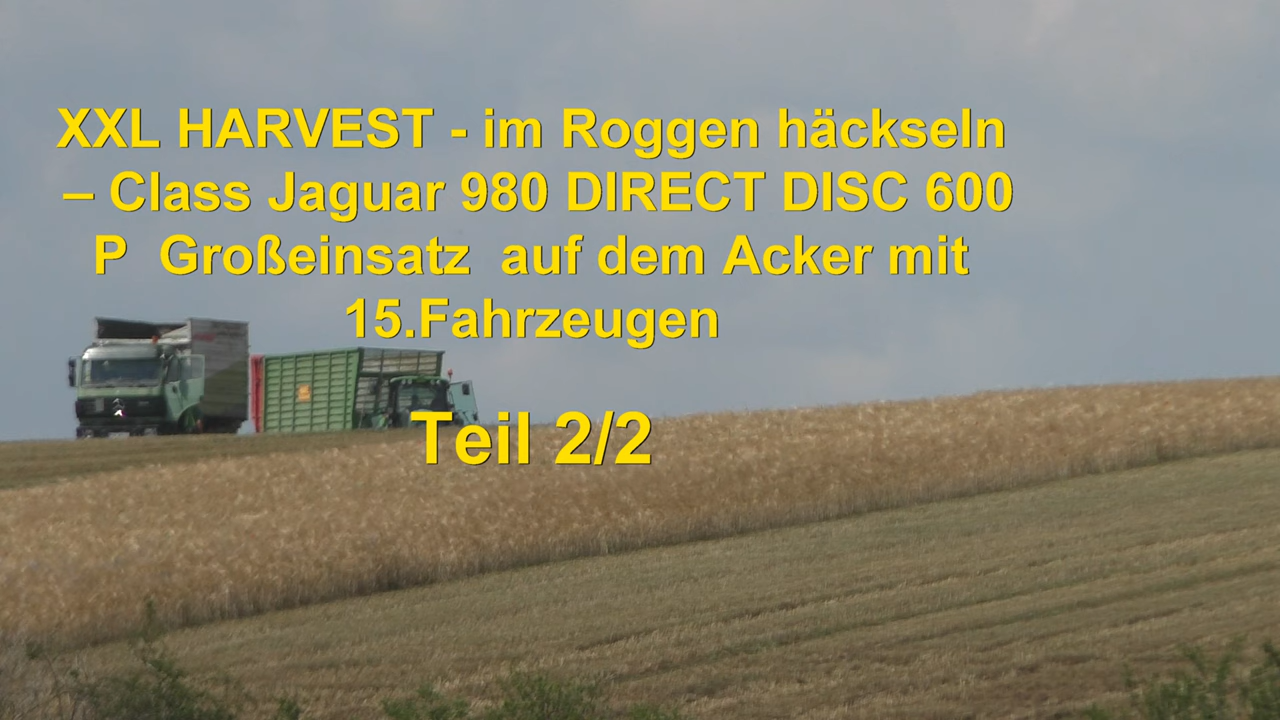 XXL HARVEST - im Roggen häckseln
– Class Jaguar 980 DIRECT DISC 600
P  Großeinsatz  auf dem Acker mit
15.Fahrzeugen
Teil 2/2